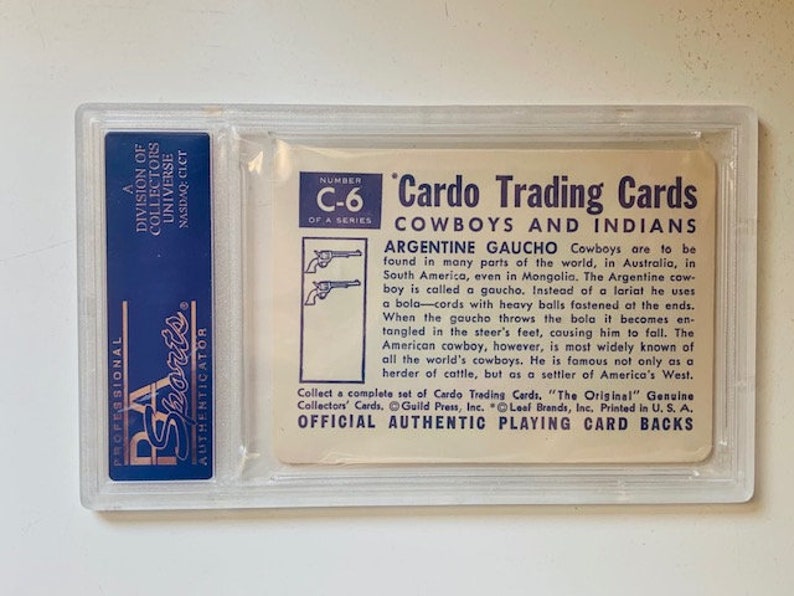 A
DIVISION OF
COLLECTORS
UNIVERSE
NASDAQ: CLCT
PROFESSIONAL
PSA
Sports®
AUTHENTICATOR
NUMBER
C-6
OF A SERIES
*Cardo Trading Cards
COWBOYS AND INDIANS
ARGENTINE GAUCHO Cowboys are to be
found in many parts of the world, in Australia, in
South America, even in Mongolia. The Argentine cow-
boy is called a gaucho. Instead of a lariat he uses
a bola—cords with heavy balls fastened at the ends.
When the gaucho throws the bola it becomes en-
tangled in the steer's feet, causing him to fall. The
American cowboy, however, is most widely known of
all the world's cowboys. He is famous not only as a
herder of cattle, but as a settler of America's West.
Collect a complete set of Cardo Trading Cards. "The Original" Genuine
Collectors' Cards. ©Guild Press, Inc. *©Leaf Brands, Inc. Printed in U. S. A.
OFFICIAL AUTHENTIC PLAYING CARD BACKS